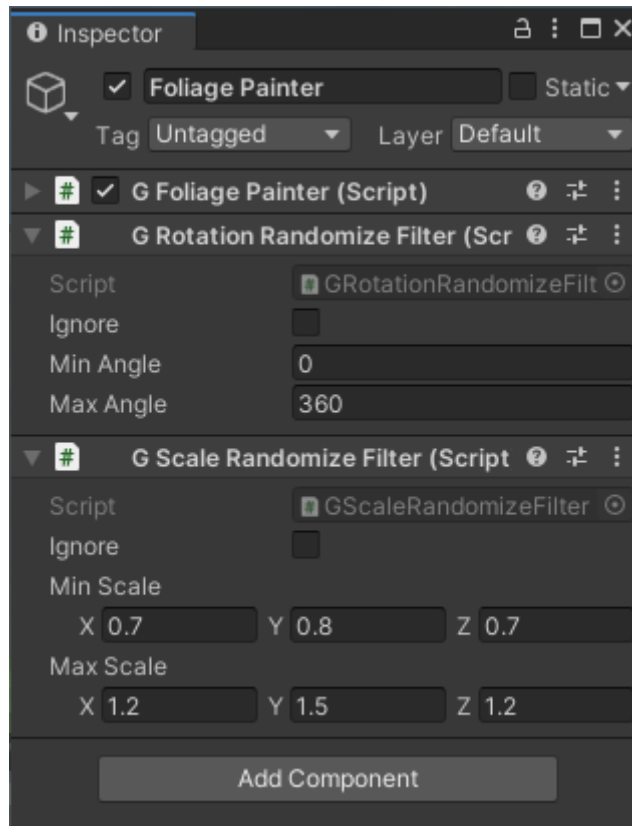 Inspector
Foliage Painter Static
Tag Untagged Layer Default
# G Foliage Painter (Script)
# G Rotation Randomize Filter (Scr
Script # GRotationRandomizeFilt
Ignore
Min Angle 0
Max Angle 360
# G Scale Randomize Filter (Script
Script # GScaleRandomizeFilter
Ignore
Min Scale
X 0.7 Y 0.8 Z 0.7
Max Scale
X 1.2 Y 1.5 Z 1.2
Add Component